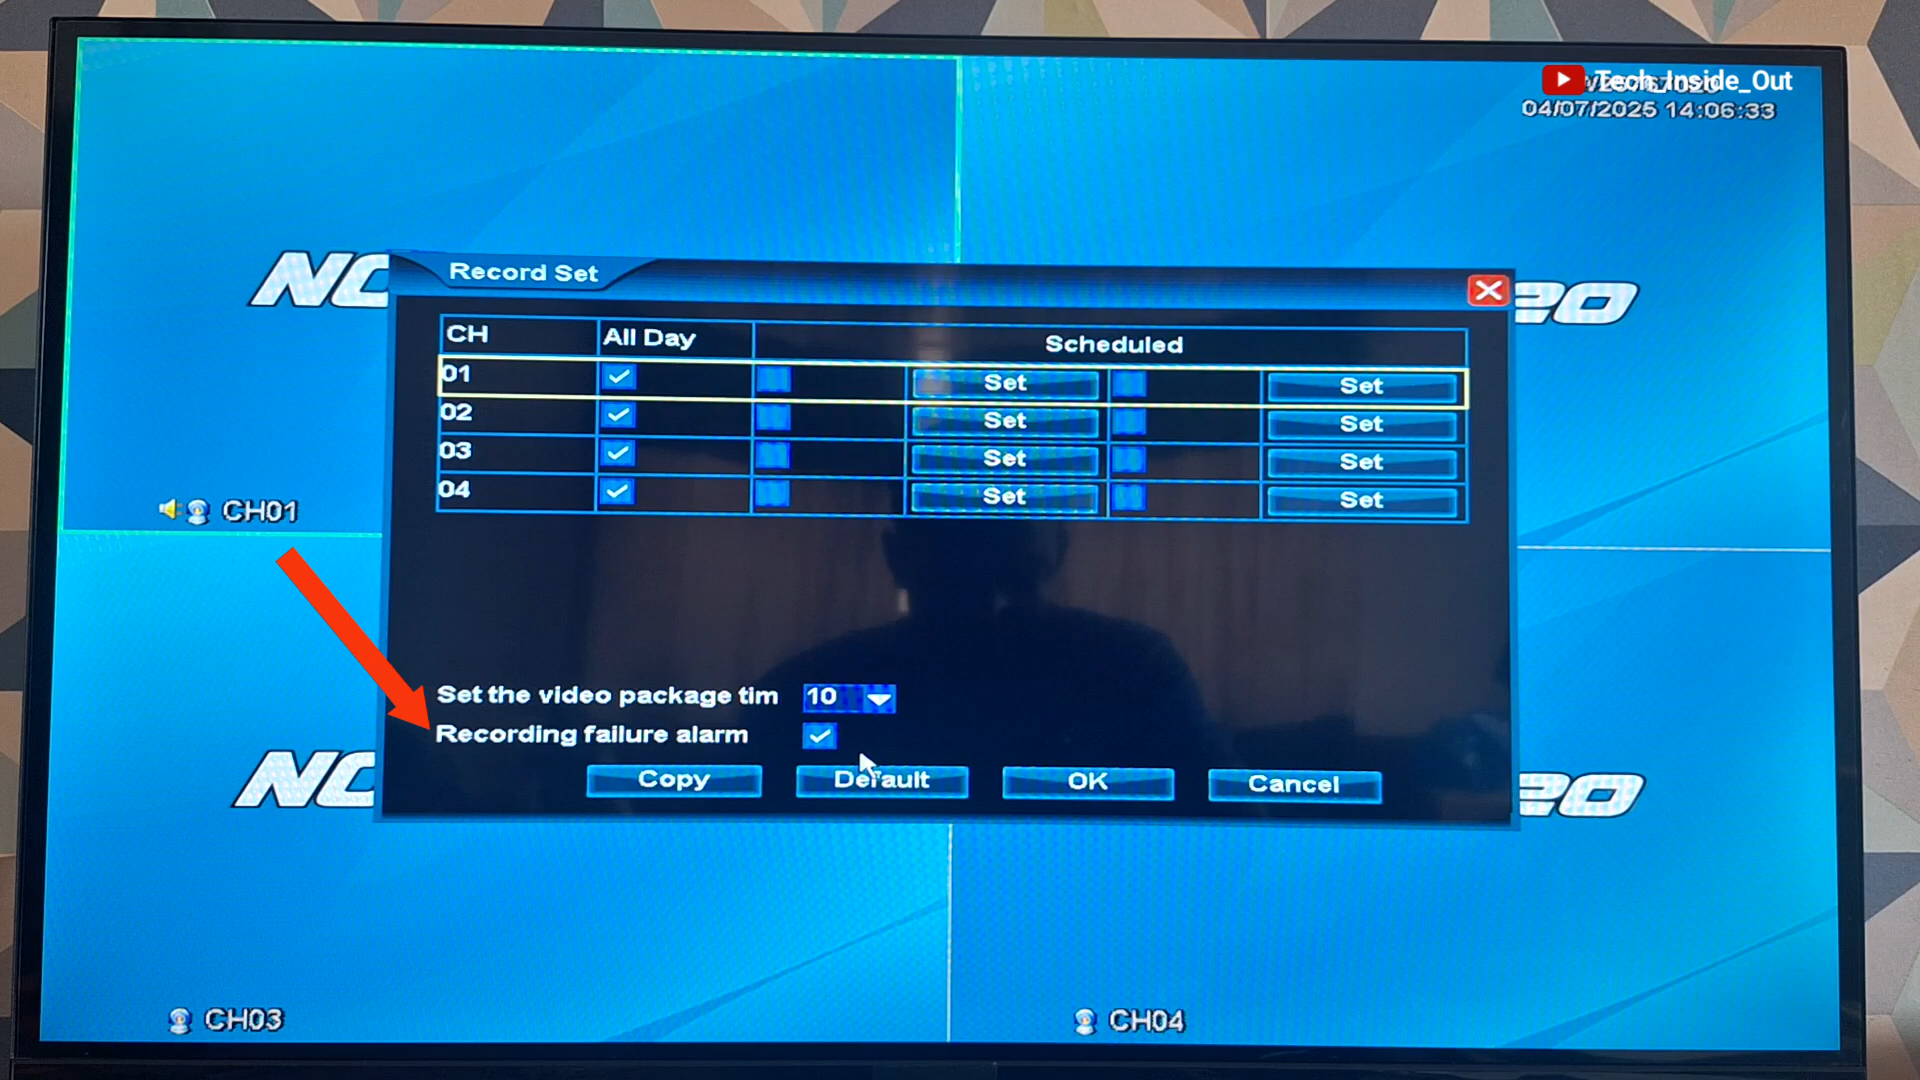 Tech_Inside_Out
04/07/2025 14:06:33
Record Set
CH All Day Scheduled
01 Set Set
02 Set Set
03 Set Set
04 Set Set
CH01
Set the video package tim 10
Recording failure alarm
Copy Default OK Cancel
CH03
CH04